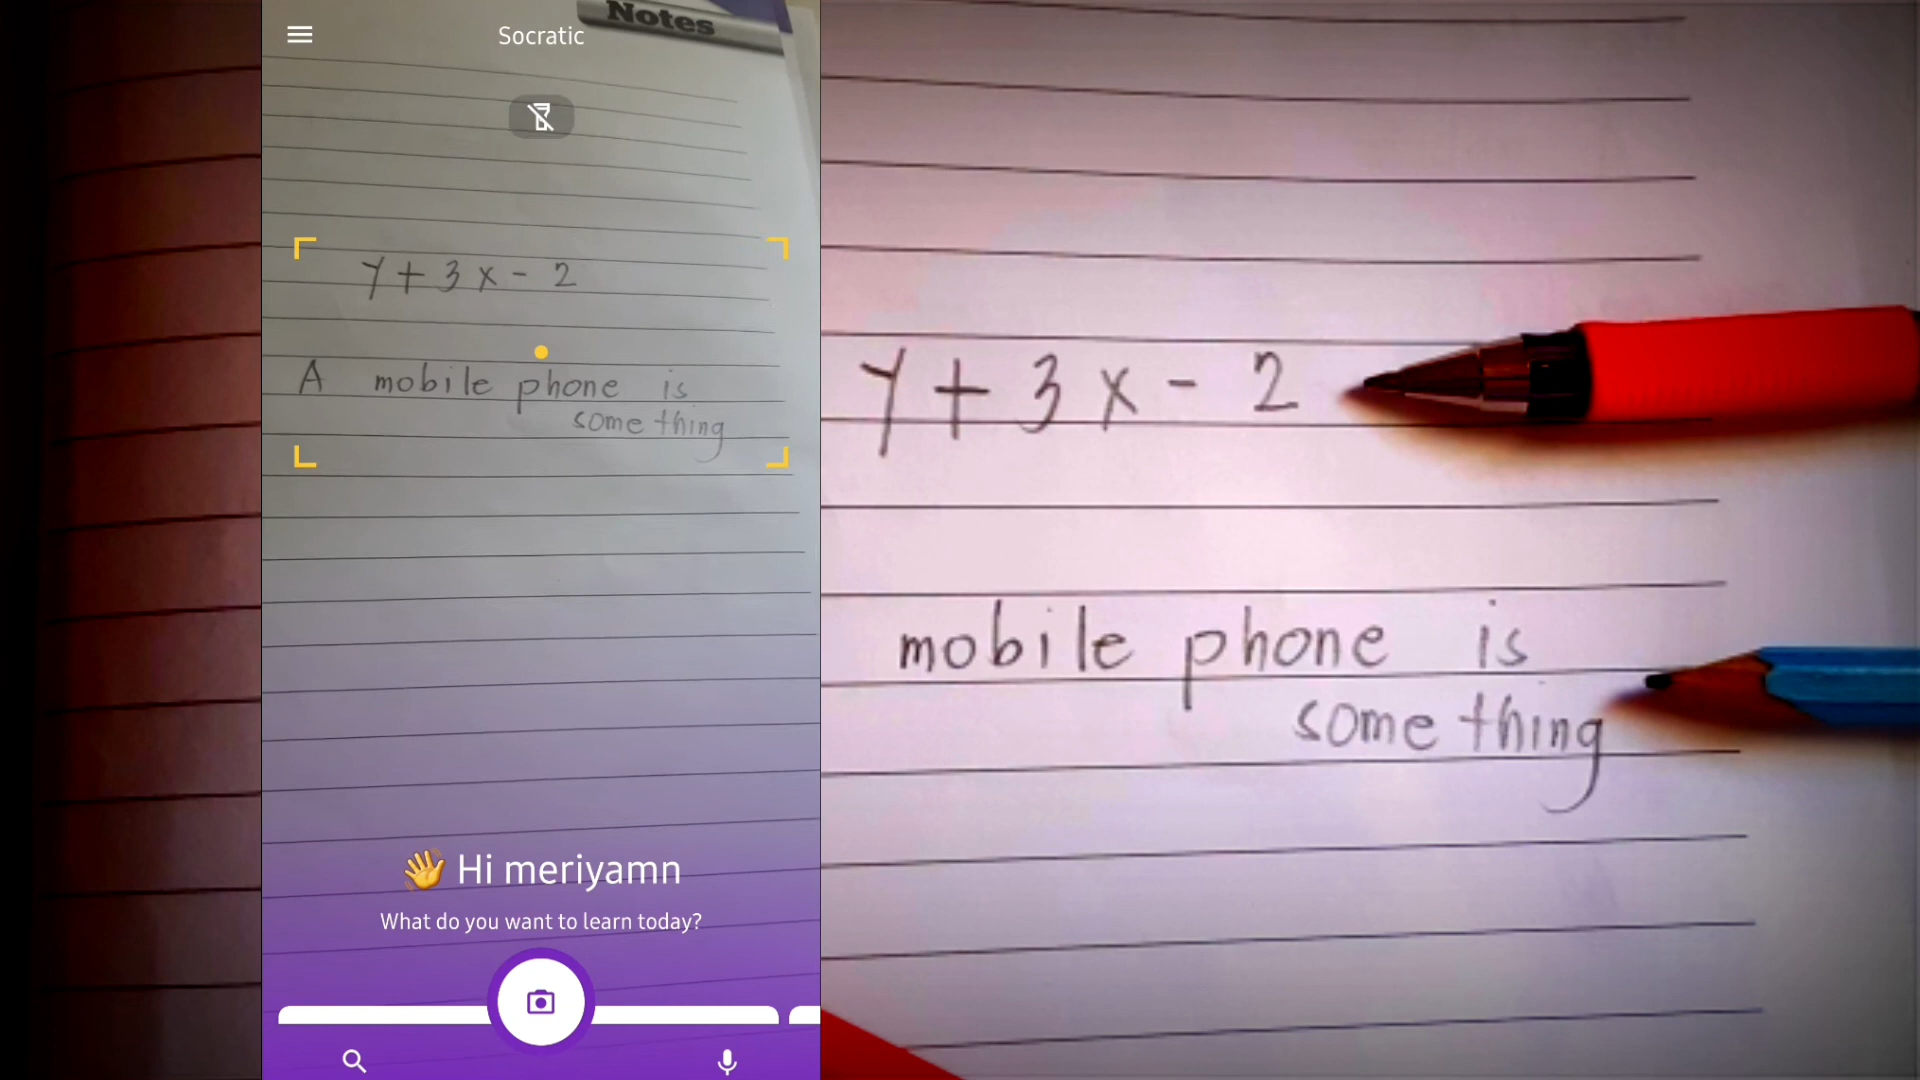 Notes
Socratic
y + 3 x - 2
A mobile phone is
some thing
👋 Hi meriyamn
What do you want to learn today?
y + 3 x - 2
mobile phone is
some thing